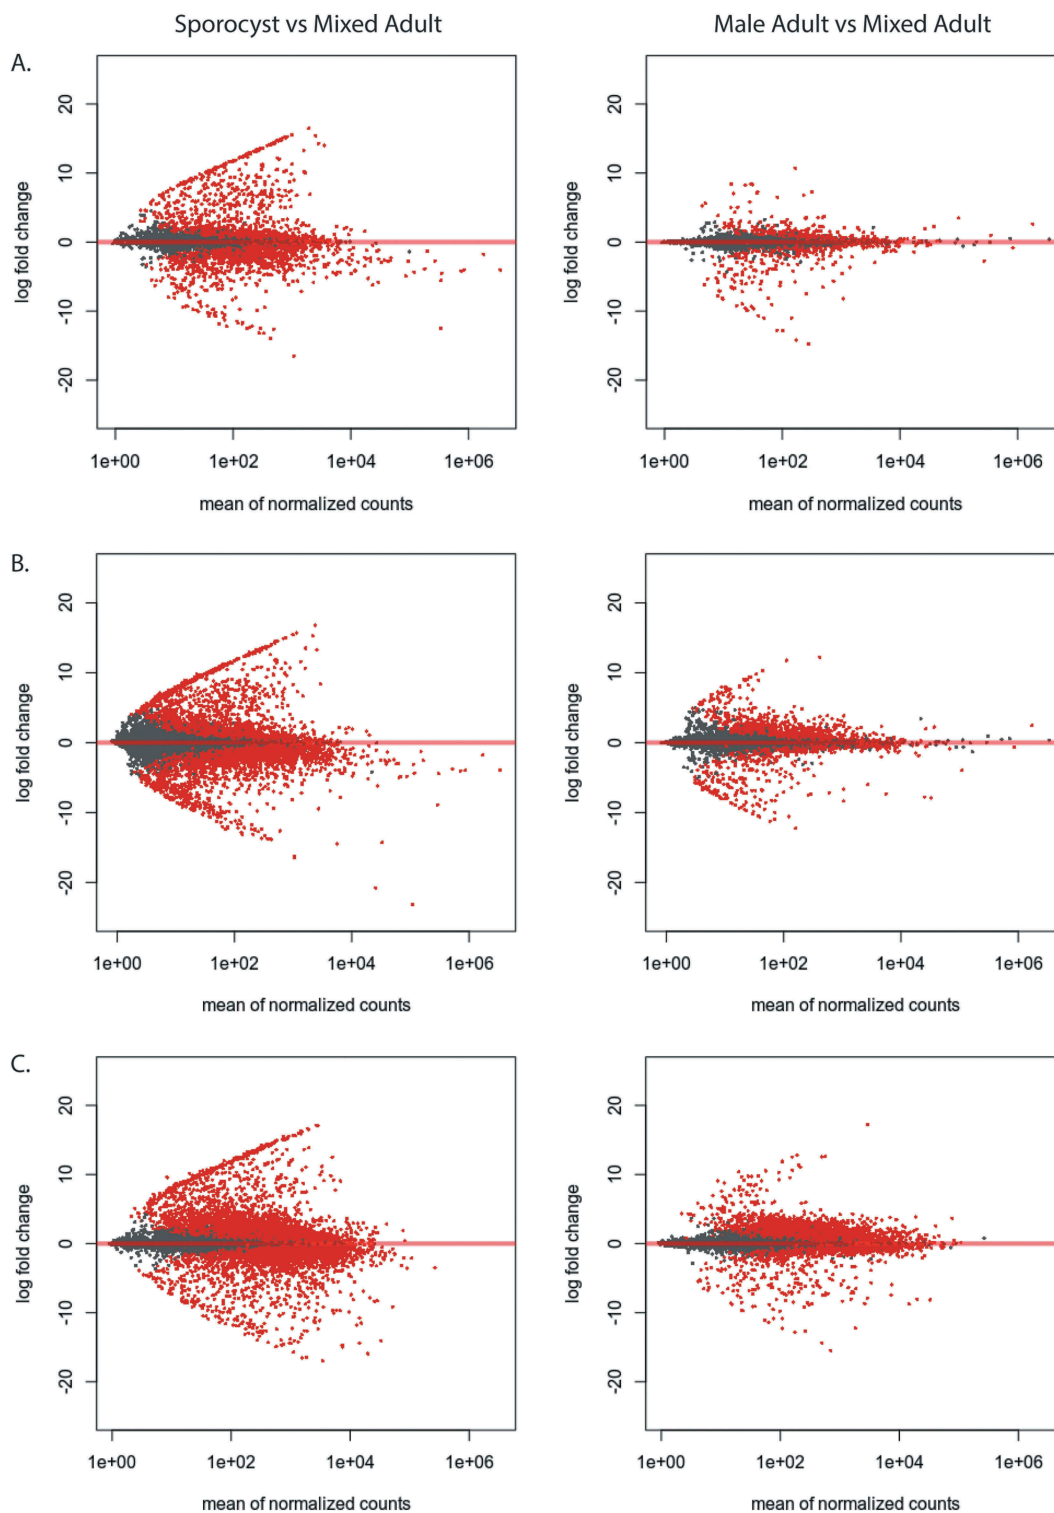 Sporocyst vs Mixed Adult
Male Adult vs Mixed Adult
A.
20
10
0
-10
-20
log fold change
1e+00 1e+02 1e+04 1e+06
mean of normalized counts
20
10
0
-10
-20
log fold change
1e+00 1e+02 1e+04 1e+06
mean of normalized counts
B.
20
10
0
-10
-20
log fold change
1e+00 1e+02 1e+04 1e+06
mean of normalized counts
20
10
0
-10
-20
log fold change
1e+00 1e+02 1e+04 1e+06
mean of normalized counts
C.
20
10
0
-10
-20
log fold change
1e+00 1e+02 1e+04 1e+06
mean of normalized counts
20
10
0
-10
-20
log fold change
1e+00 1e+02 1e+04 1e+06
mean of normalized counts